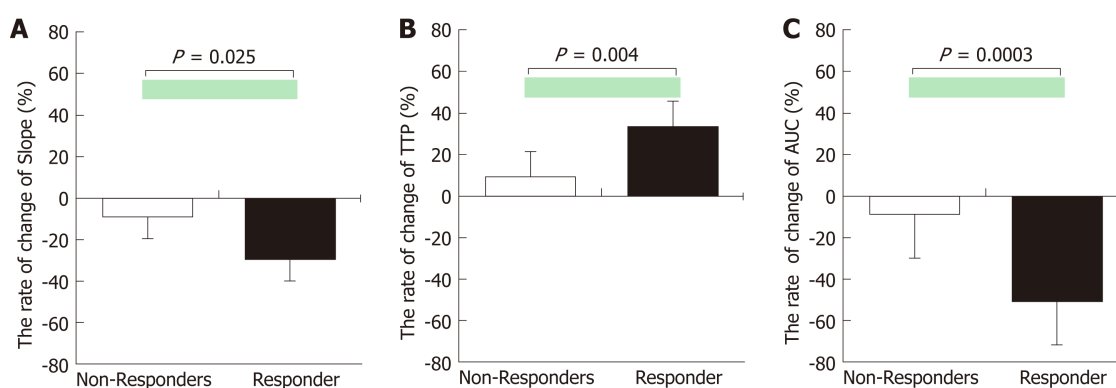 A
The rate of change of Slope (%)
80
60
40
20
0
-20
-40
-60
-80
P = 0.025
Non-Responders
Responder
B
The rate of change of TTP (%)
80
60
40
20
0
-20
-40
-60
-80
P = 0.004
Non-Responders
Responder
C
The rate of change of AUC (%)
80
60
40
20
0
-20
-40
-60
-80
P = 0.0003
Non-Responders
Responder